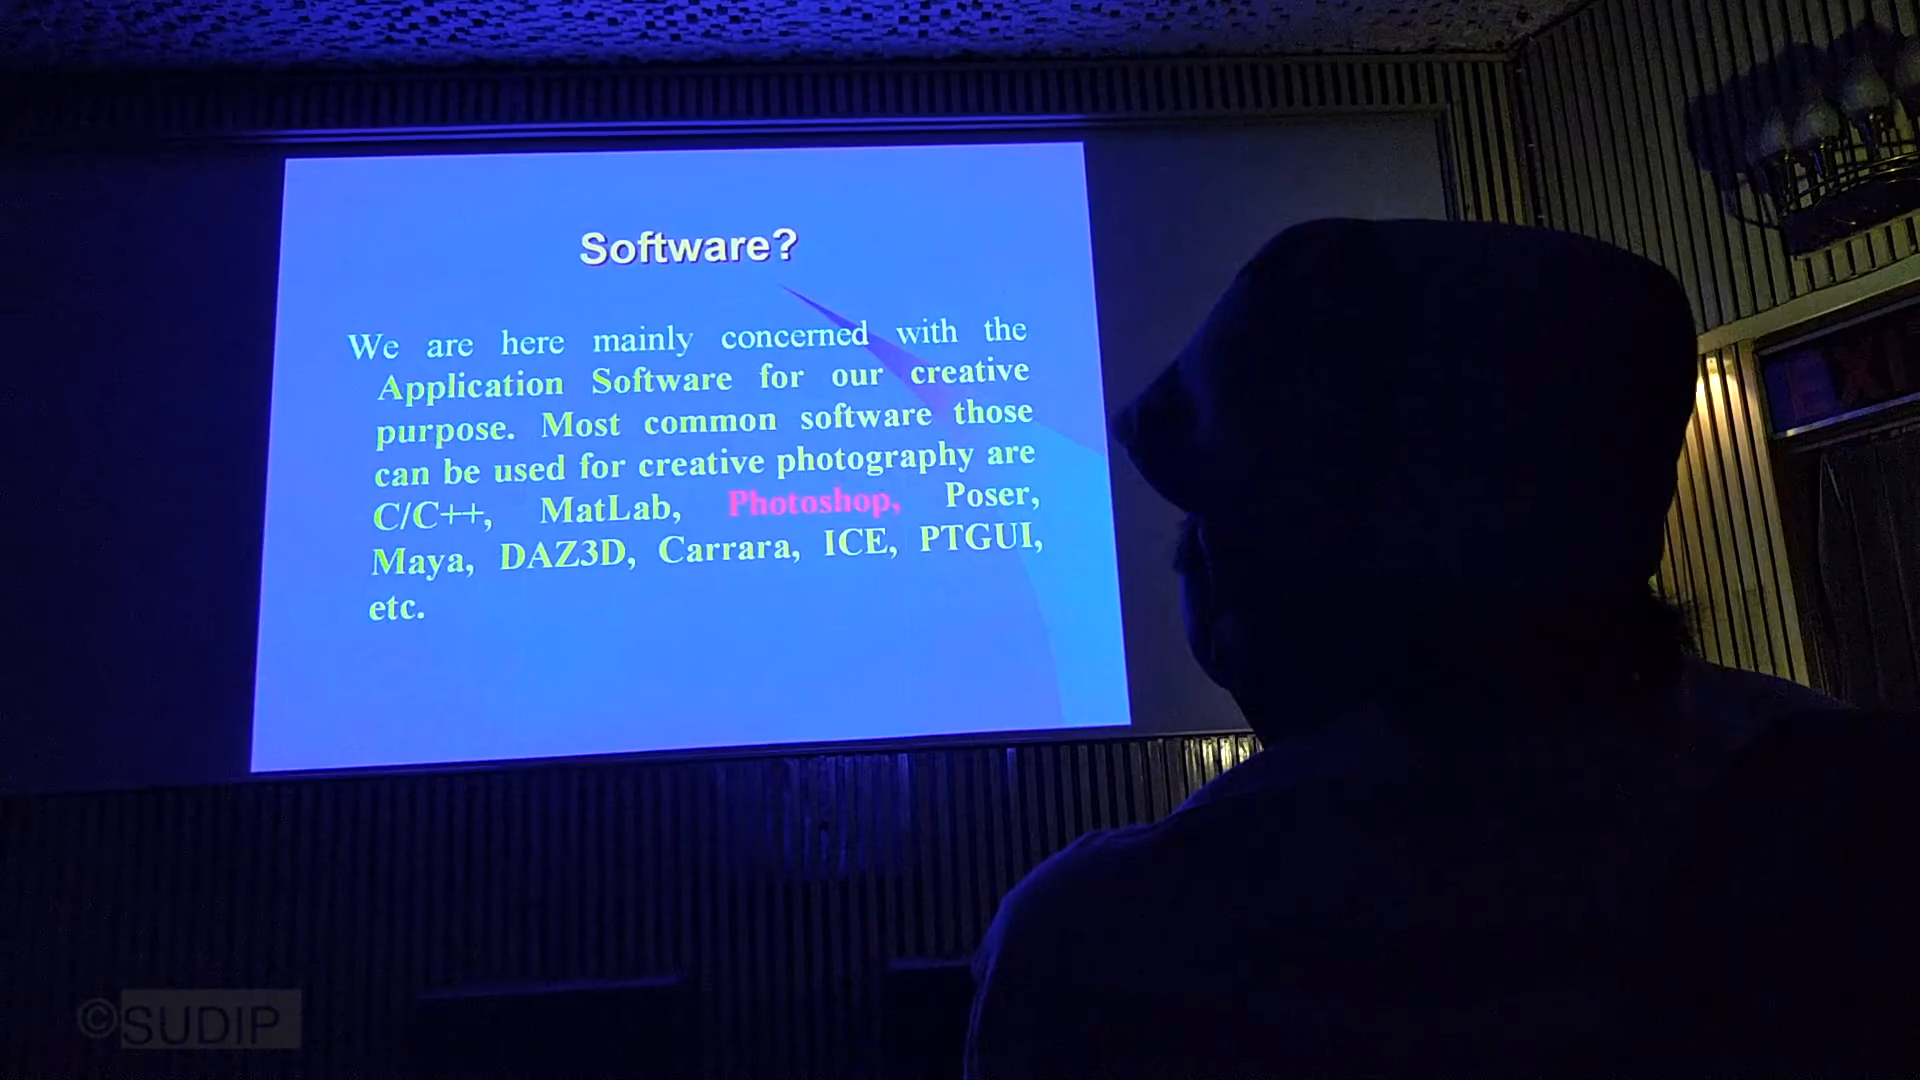 Software?
We are here mainly concerned with the
Application Software for our creative
purpose. Most common software those
can be used for creative photography are
C/C++, MatLab, Photoshop, Poser,
Maya, DAZ3D, Carrara, ICE, PTGUI,
etc.
EXIT
©SUDIP